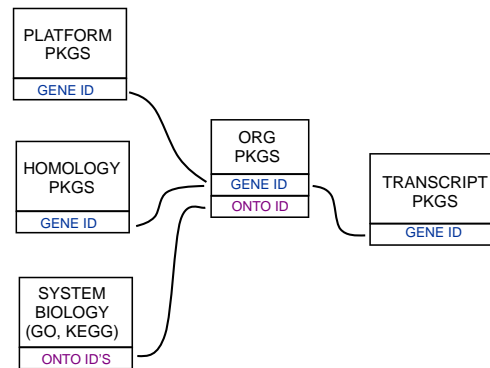 PLATFORM
PKGS
GENE ID
HOMOLOGY
PKGS
GENE ID
SYSTEM
BIOLOGY
(GO, KEGG)
ONTO ID'S
ORG
PKGS
GENE ID
ONTO ID
TRANSCRIPT
PKGS
GENE ID